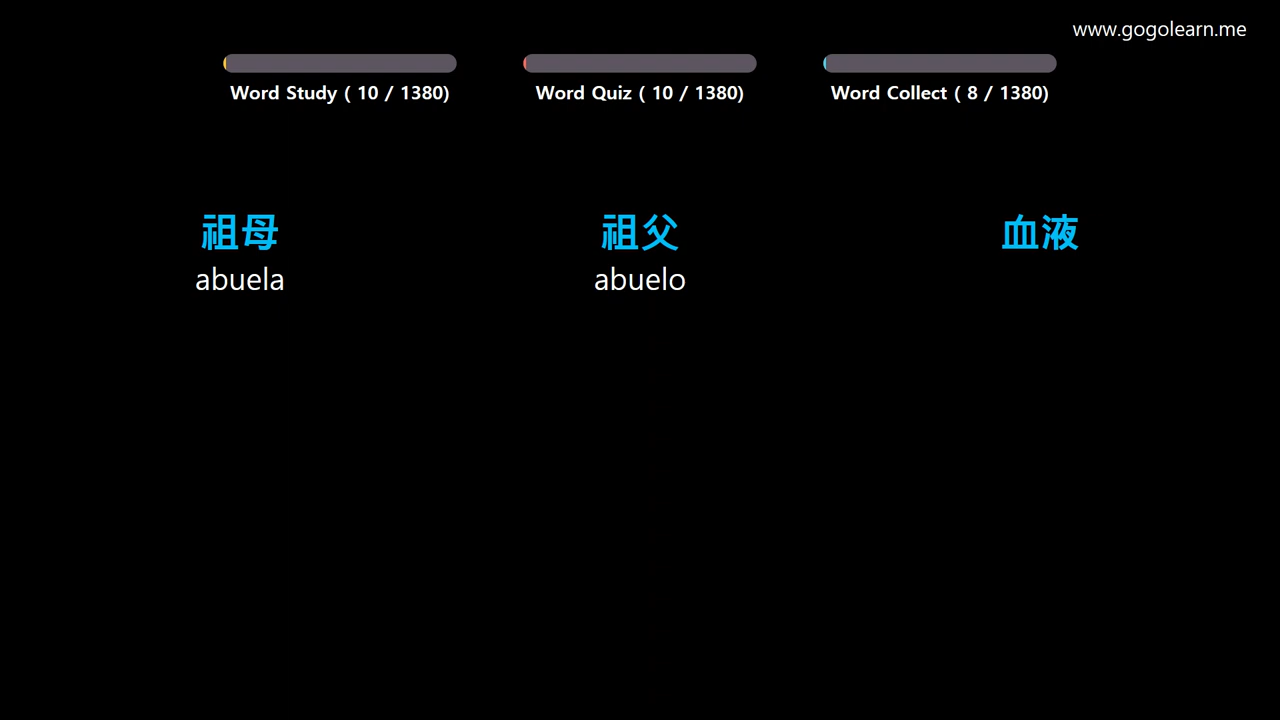 www.gogolearn.me
Word Study ( 10 / 1380)
Word Quiz ( 10 / 1380)
Word Collect ( 8 / 1380)
祖母
abuela
祖父
abuelo
血液